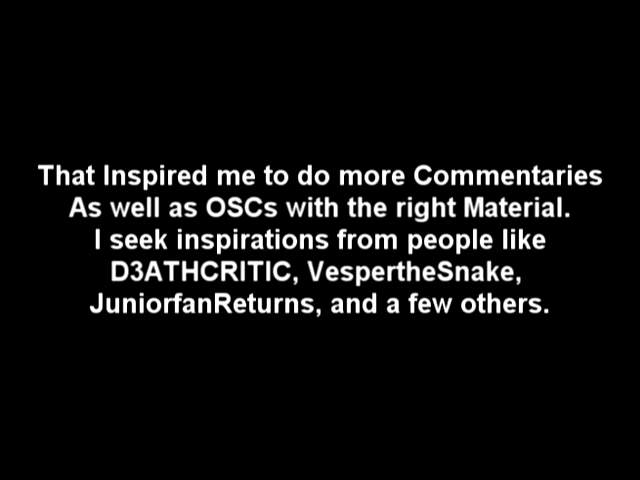 That Inspired me to do more Commentaries
As well as OSCs with the right Material.
I seek inspirations from people like
D3ATHCRITIC, VespertheSnake,
JuniorfanReturns, and a few others.